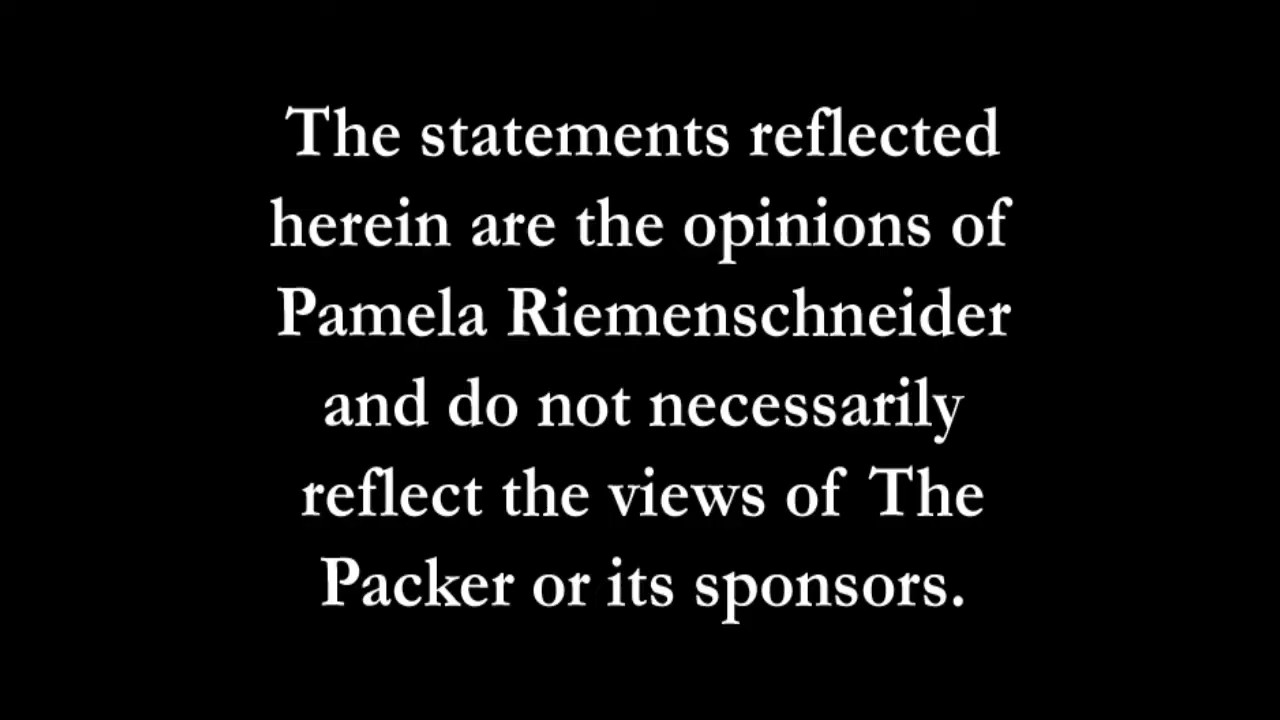 The statements reflected
herein are the opinions of
Pamela Riemenschneider
and do not necessarily
reflect the views of The
Packer or its sponsors.